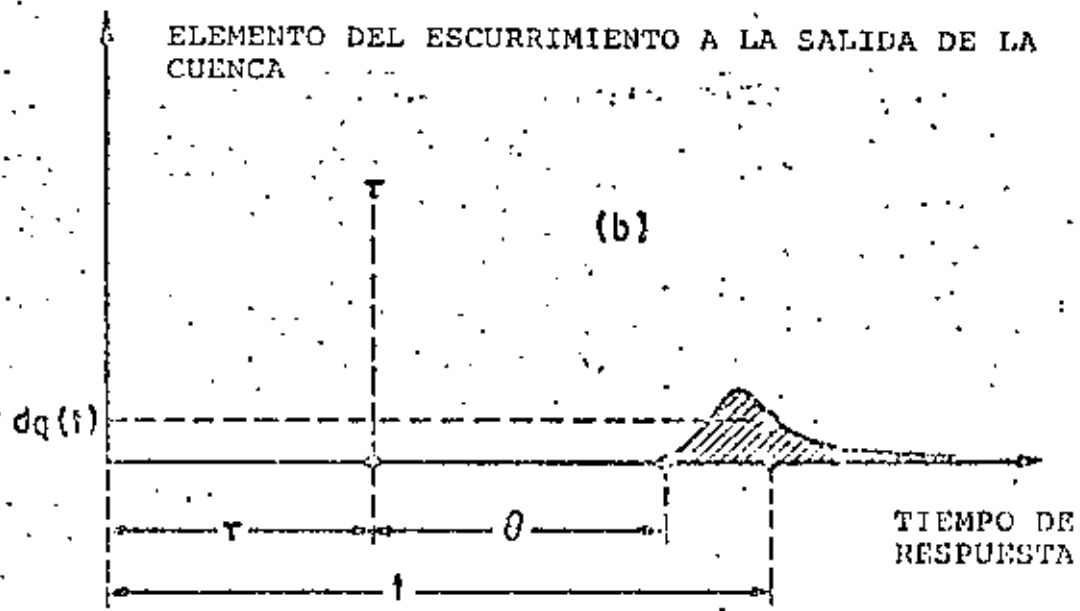 ELEMENTO DEL ESCURRIMIENTO A LA SALIDA DE LA
CUENCA
τ
(b)
dq(t)
τ
θ
TIEMPO DE
RESPUESTA
t